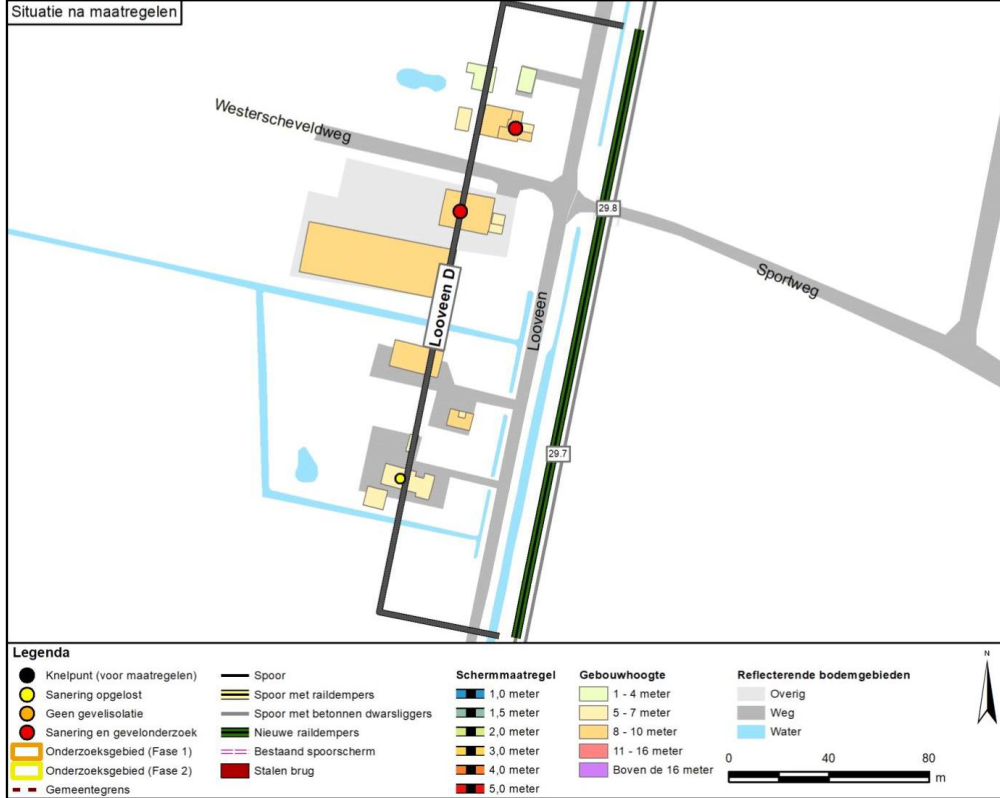 Situatie na maatregelen
Westerscheveldweg
29.8
Sportweg
Looveen D
Looveen
29.7
Legenda
Knelpunt (voor maatregelen)
Sanering opgelost
Geen gevelisolatie
Sanering en gevelonderzoek
Onderzoeksgebied (Fase 1)
Onderzoeksgebied (Fase 2)
Gemeentegrens
Spoor
Spoor met raildempers
Spoor met betonnen dwarsliggers
Nieuwe raildempers
Bestaand spoorscherm
Stalen brug
Schermmaatregel
1,0 meter
1,5 meter
2,0 meter
3,0 meter
4,0 meter
5,0 meter
Gebouwhoogte
1 - 4 meter
5 - 7 meter
8 - 10 meter
11 - 16 meter
Boven de 16 meter
Reflecterende bodemgebieden
Overig
Weg
Water
N
0 40 80
m